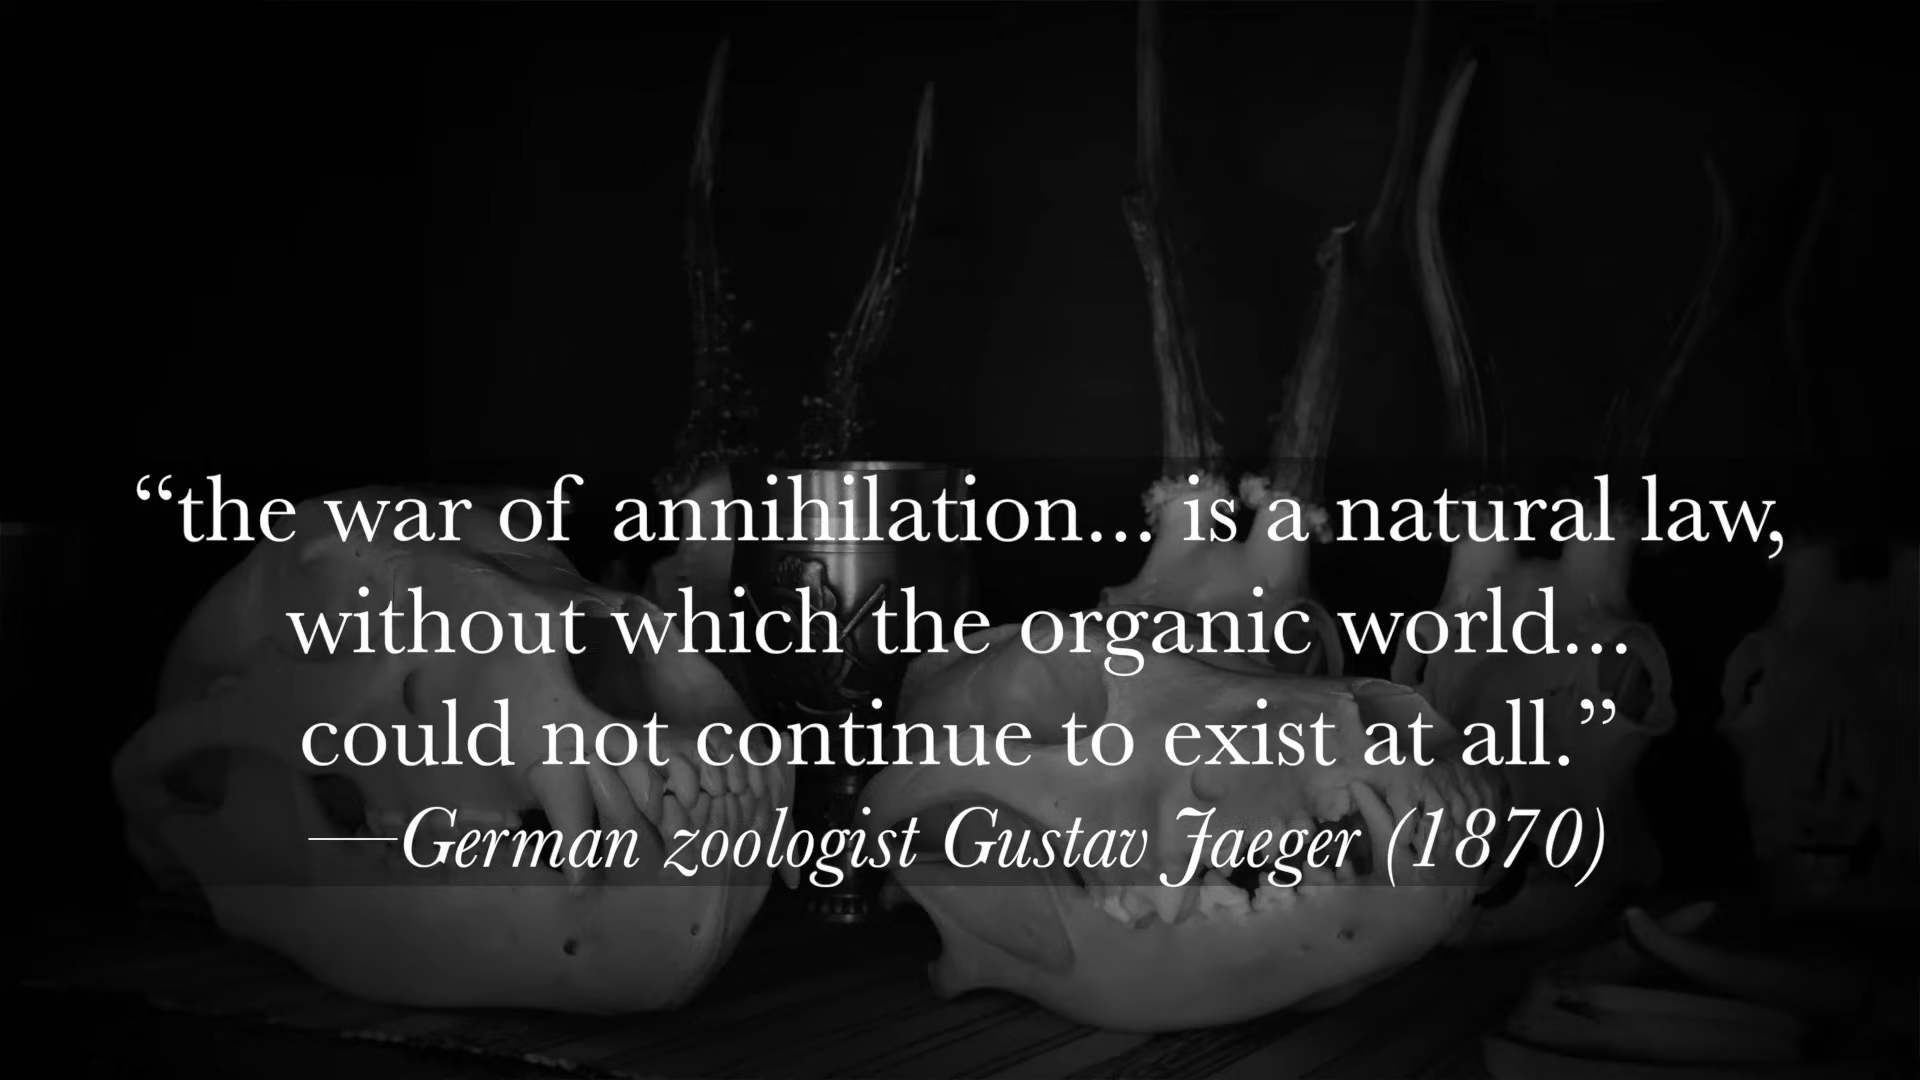 “the war of annihilation... is a natural law,
without which the organic world...
could not continue to exist at all.”
—German zoologist Gustav Jaeger (1870)